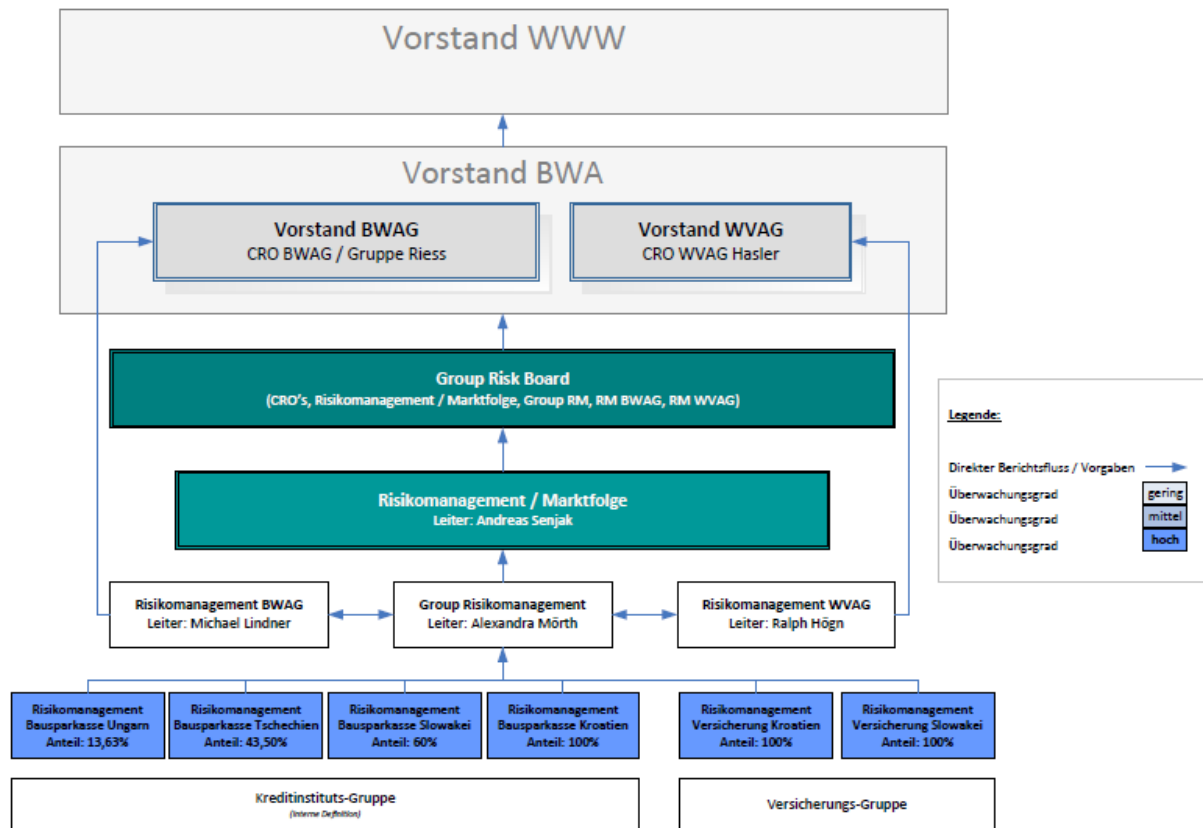 Vorstand WWW
Vorstand BWA
Vorstand BWAG
CRO BWAG / Gruppe Riess
Vorstand WVAG
CRO WVAG Hasler
Group Risk Board
(CRO's, Risikomanagement / Marktfolge, Group RM, RM BWAG, RM WVAG)
Risikomanagement / Marktfolge
Leiter: Andreas Senjak
Risikomanagement BWAG
Leiter: Michael Lindner
Group Risikomanagement
Leiter: Alexandra Mörth
Risikomanagement WVAG
Leiter: Ralph Högn
Risikomanagement
Bausparkasse Ungarn
Anteil: 13,63%
Risikomanagement
Bausparkasse Tschechien
Anteil: 43,50%
Risikomanagement
Bausparkasse Slowakei
Anteil: 60%
Risikomanagement
Bausparkasse Kroatien
Anteil: 100%
Risikomanagement
Versicherung Kroatien
Anteil: 100%
Risikomanagement
Versicherung Slowakei
Anteil: 100%
Kreditinstituts-Gruppe
(Interne Definition)
Versicherungs-Gruppe
Legende:
Direkter Berichtsfluss / Vorgaben
Überwachungsgrad gering
Überwachungsgrad mittel
Überwachungsgrad hoch